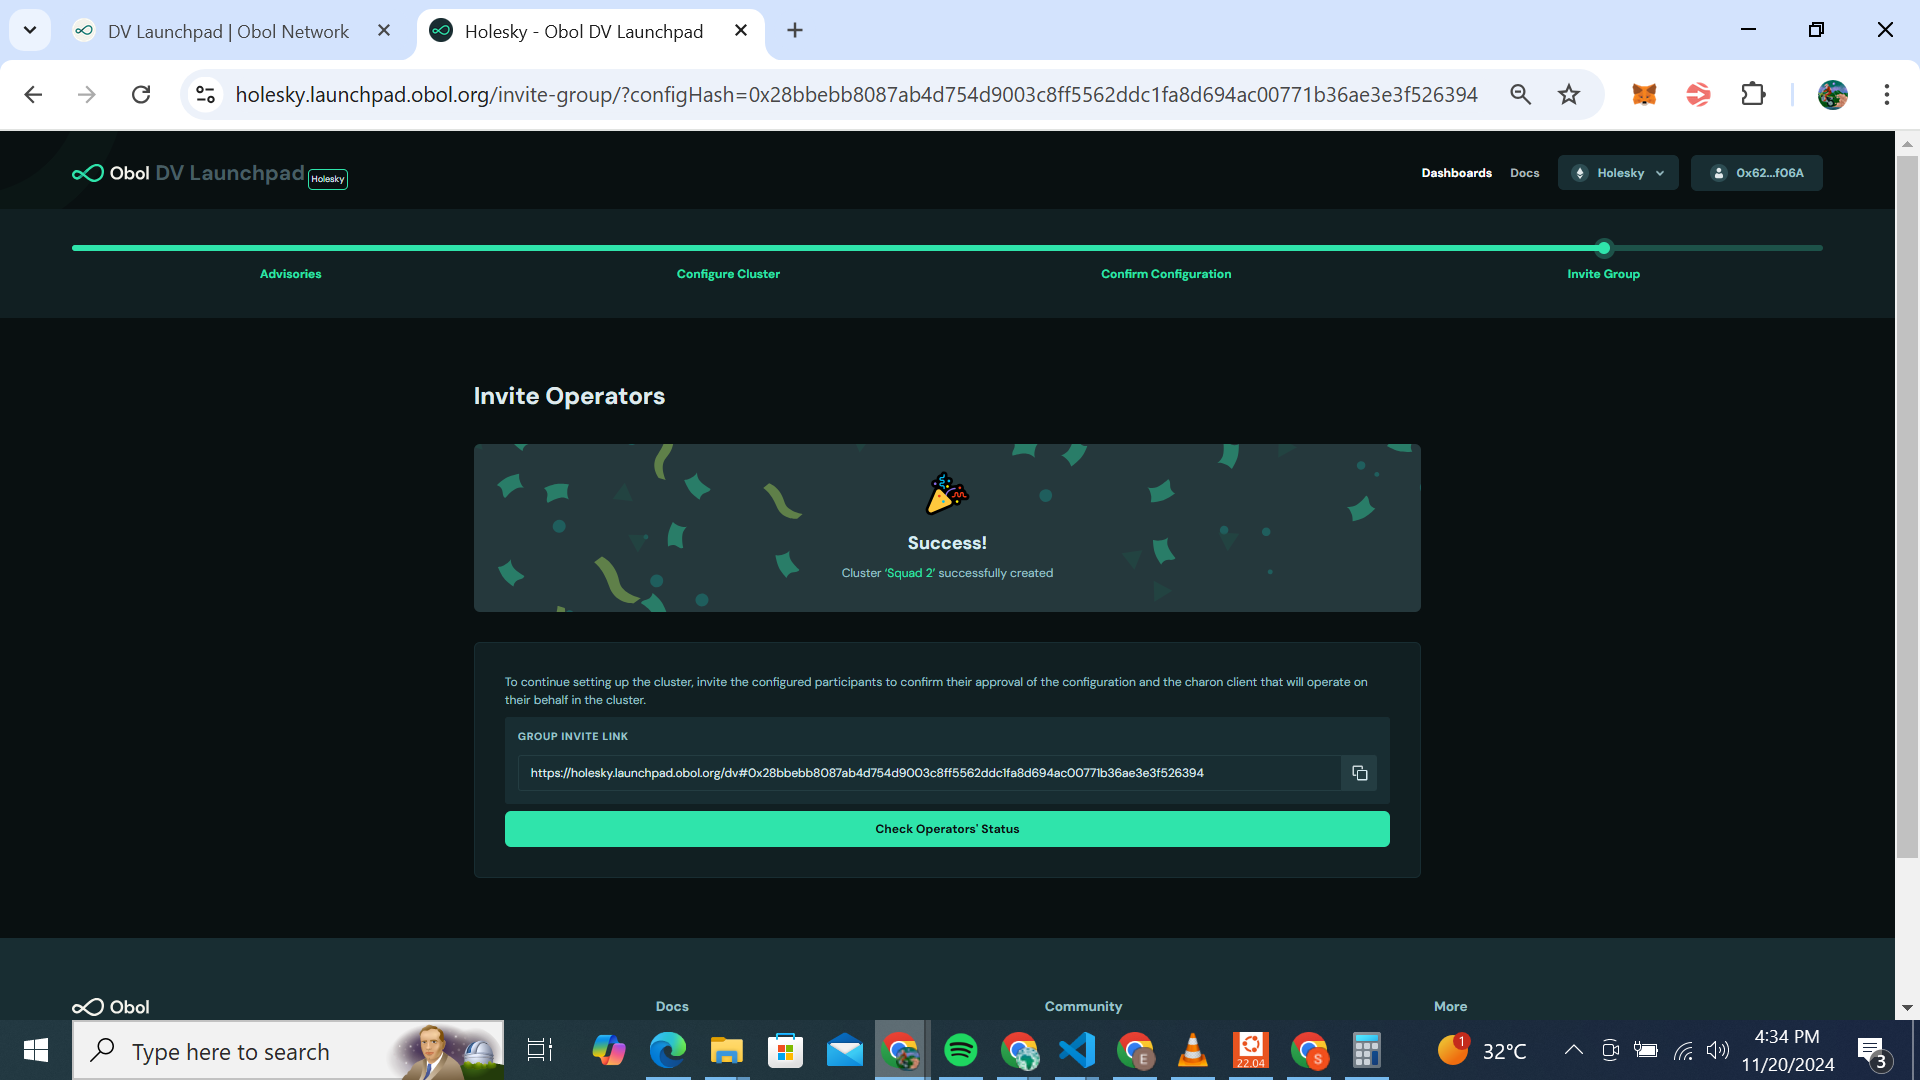 DV Launchpad | Obol Network
Holesky - Obol DV Launchpad
holesky.launchpad.obol.org/invite-group/?configHash=0x28bbebb8087ab4d754d9003c8ff5562ddc1fa8d694ac00771b36ae3e3f526394
Obol DV Launchpad Holesky
Dashboards
Docs
Holesky
0x62...f06A
Advisories
Configure Cluster
Confirm Configuration
Invite Group
Invite Operators
Success!
Cluster ‘Squad 2’ successfully created
To continue setting up the cluster, invite the configured participants to confirm their approval of the configuration and the charon client that will operate on
their behalf in the cluster.
GROUP INVITE LINK
https://holesky.launchpad.obol.org/dv#0x28bbebb8087ab4d754d9003c8ff5562ddc1fa8d694ac00771b36ae3e3f526394
Check Operators’ Status
Obol
Docs
Community
More
Type here to search
E
22.04
S
1
32°C
4:34 PM
11/20/2024
3